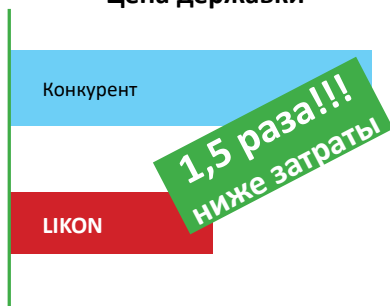 Цена державки
Конкурент
1,5 раза!!!
ниже затраты
LIKON